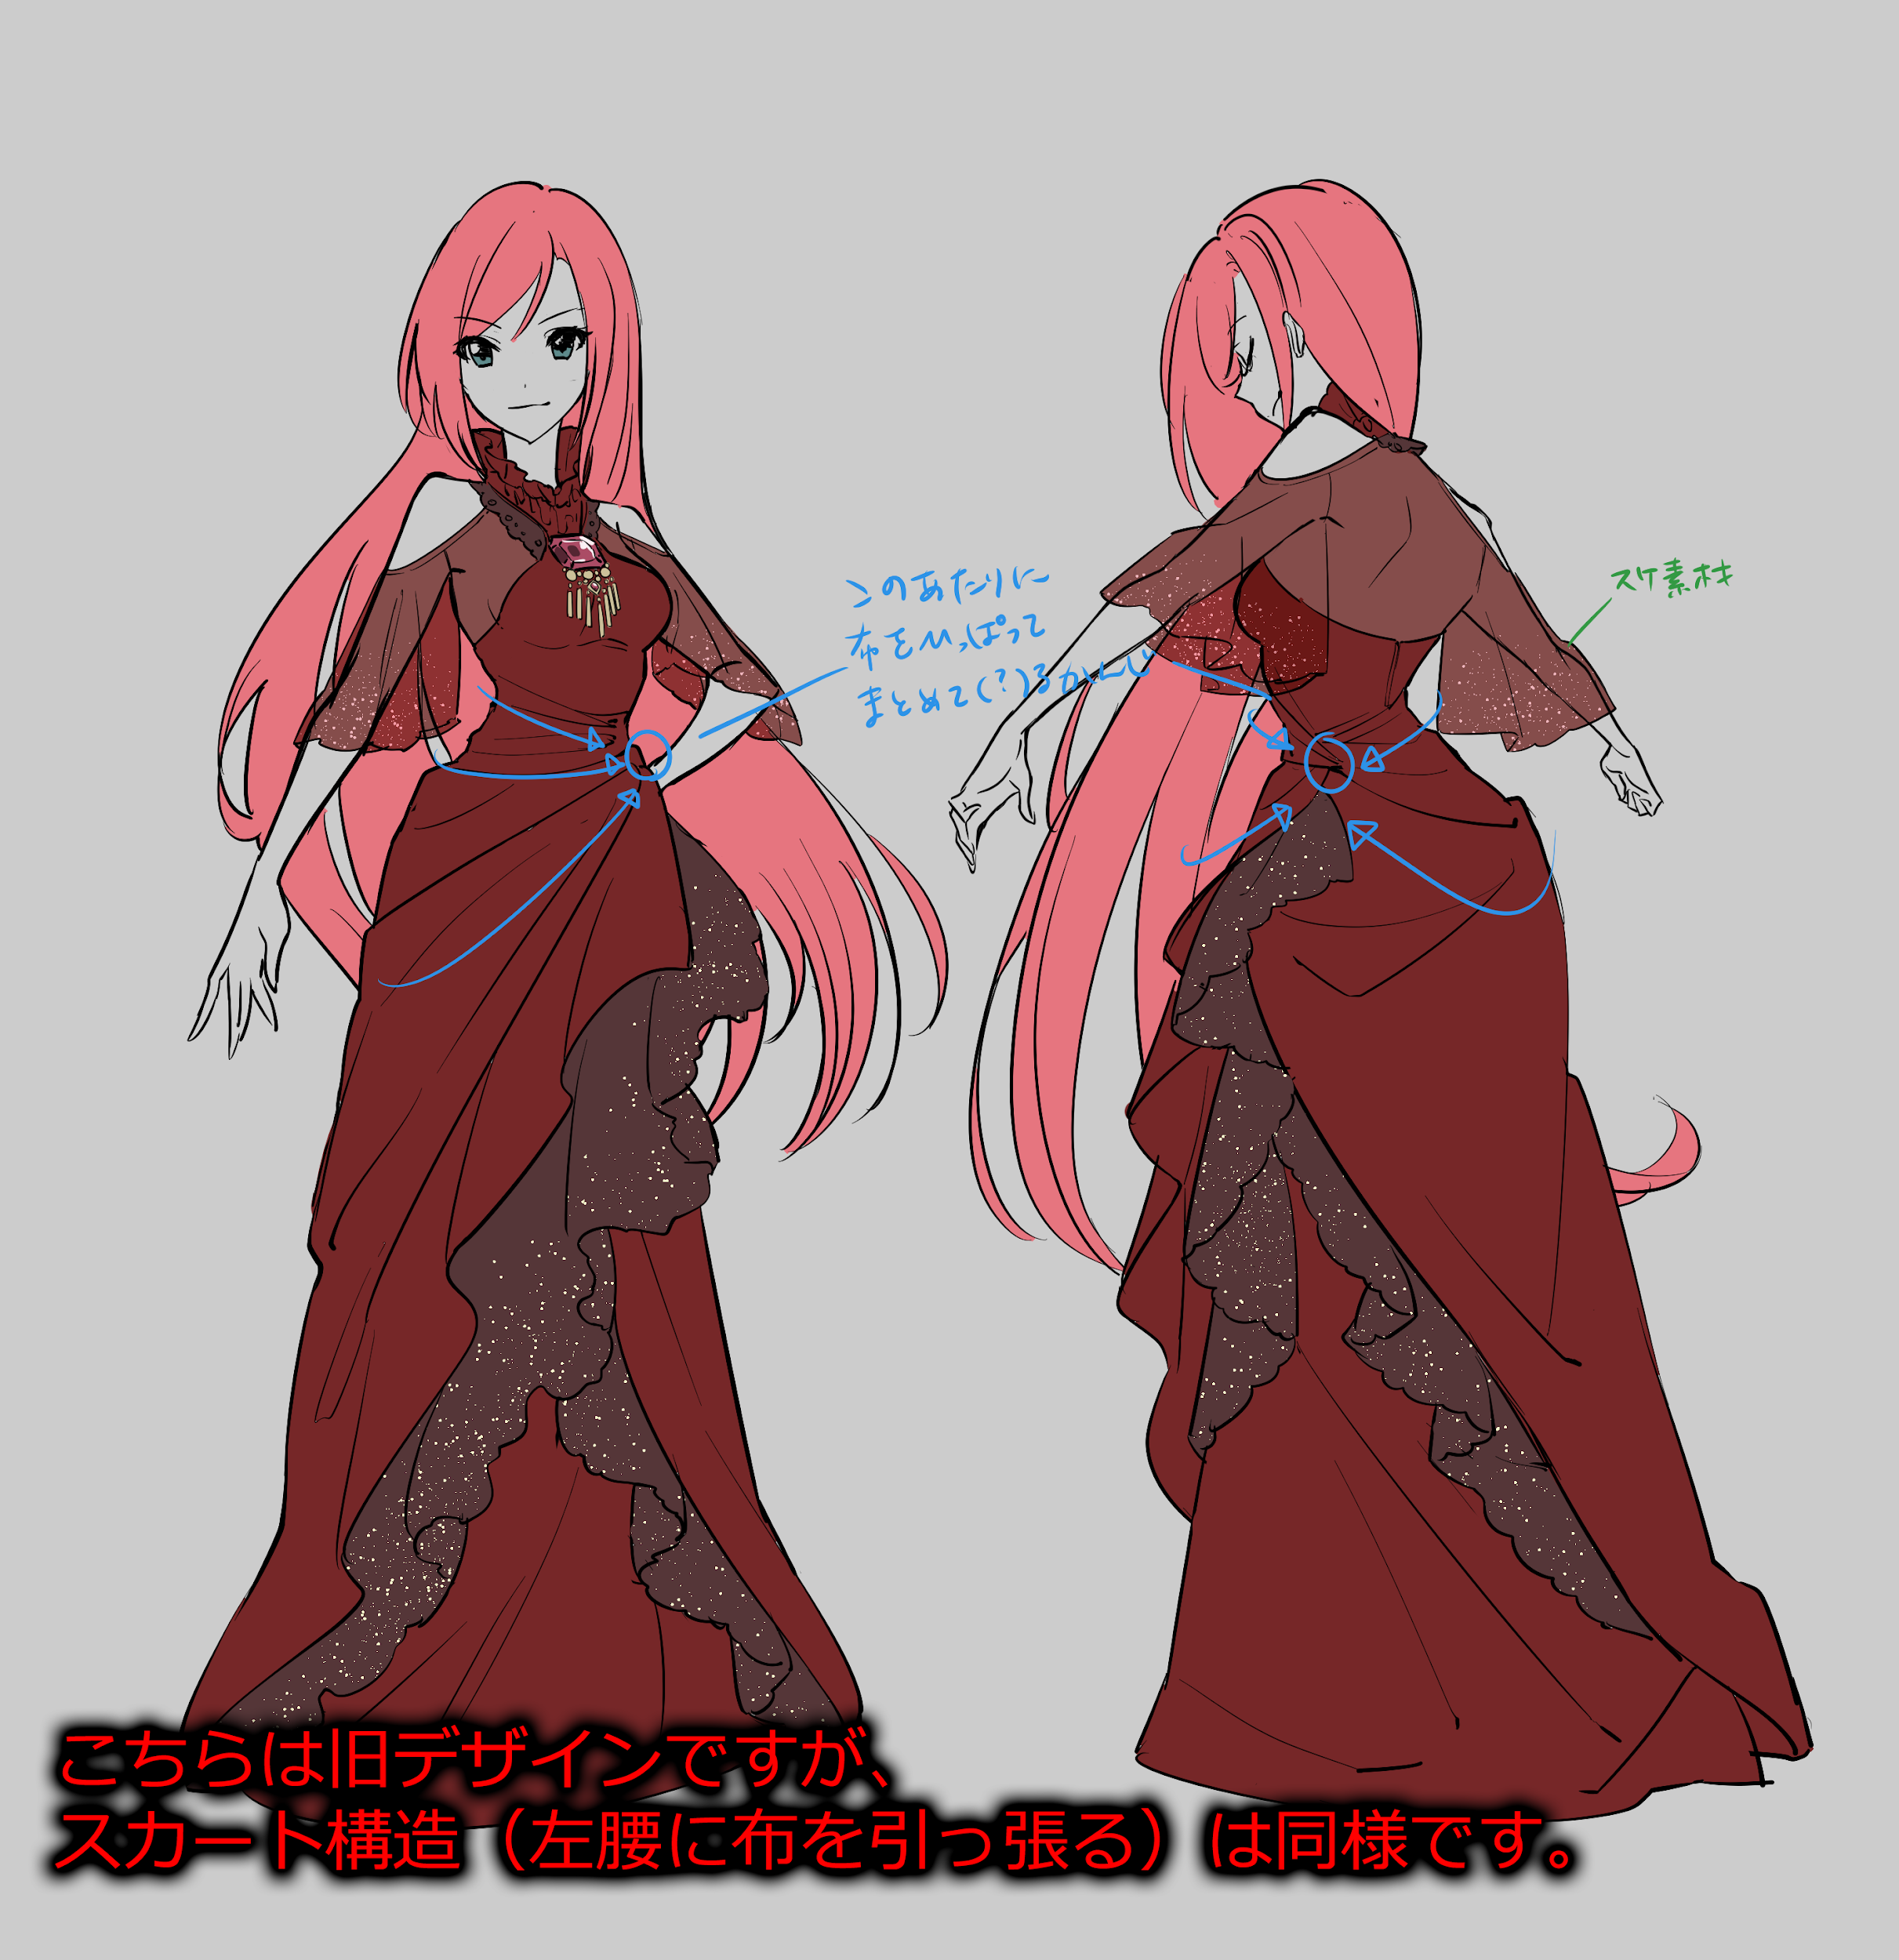 このあたりに
布をひっぱって
まとめて(?)るかんじ
スケ素材
こちらは旧デザインですが、
スカート構造（左腰に布を引っ張る）は同様です。